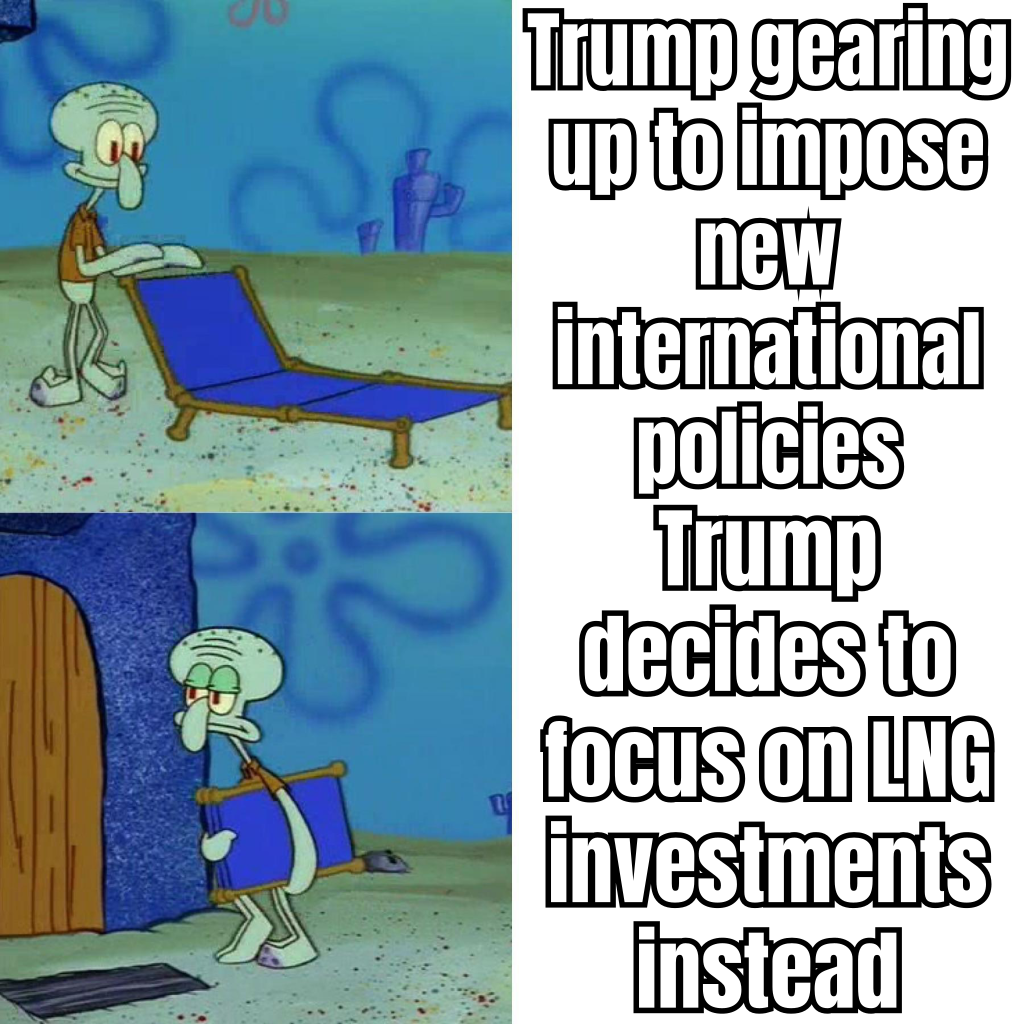 Trump gearing
up to impose
new
international
policies
Trump
decides to
focus on LNG
investments
instead